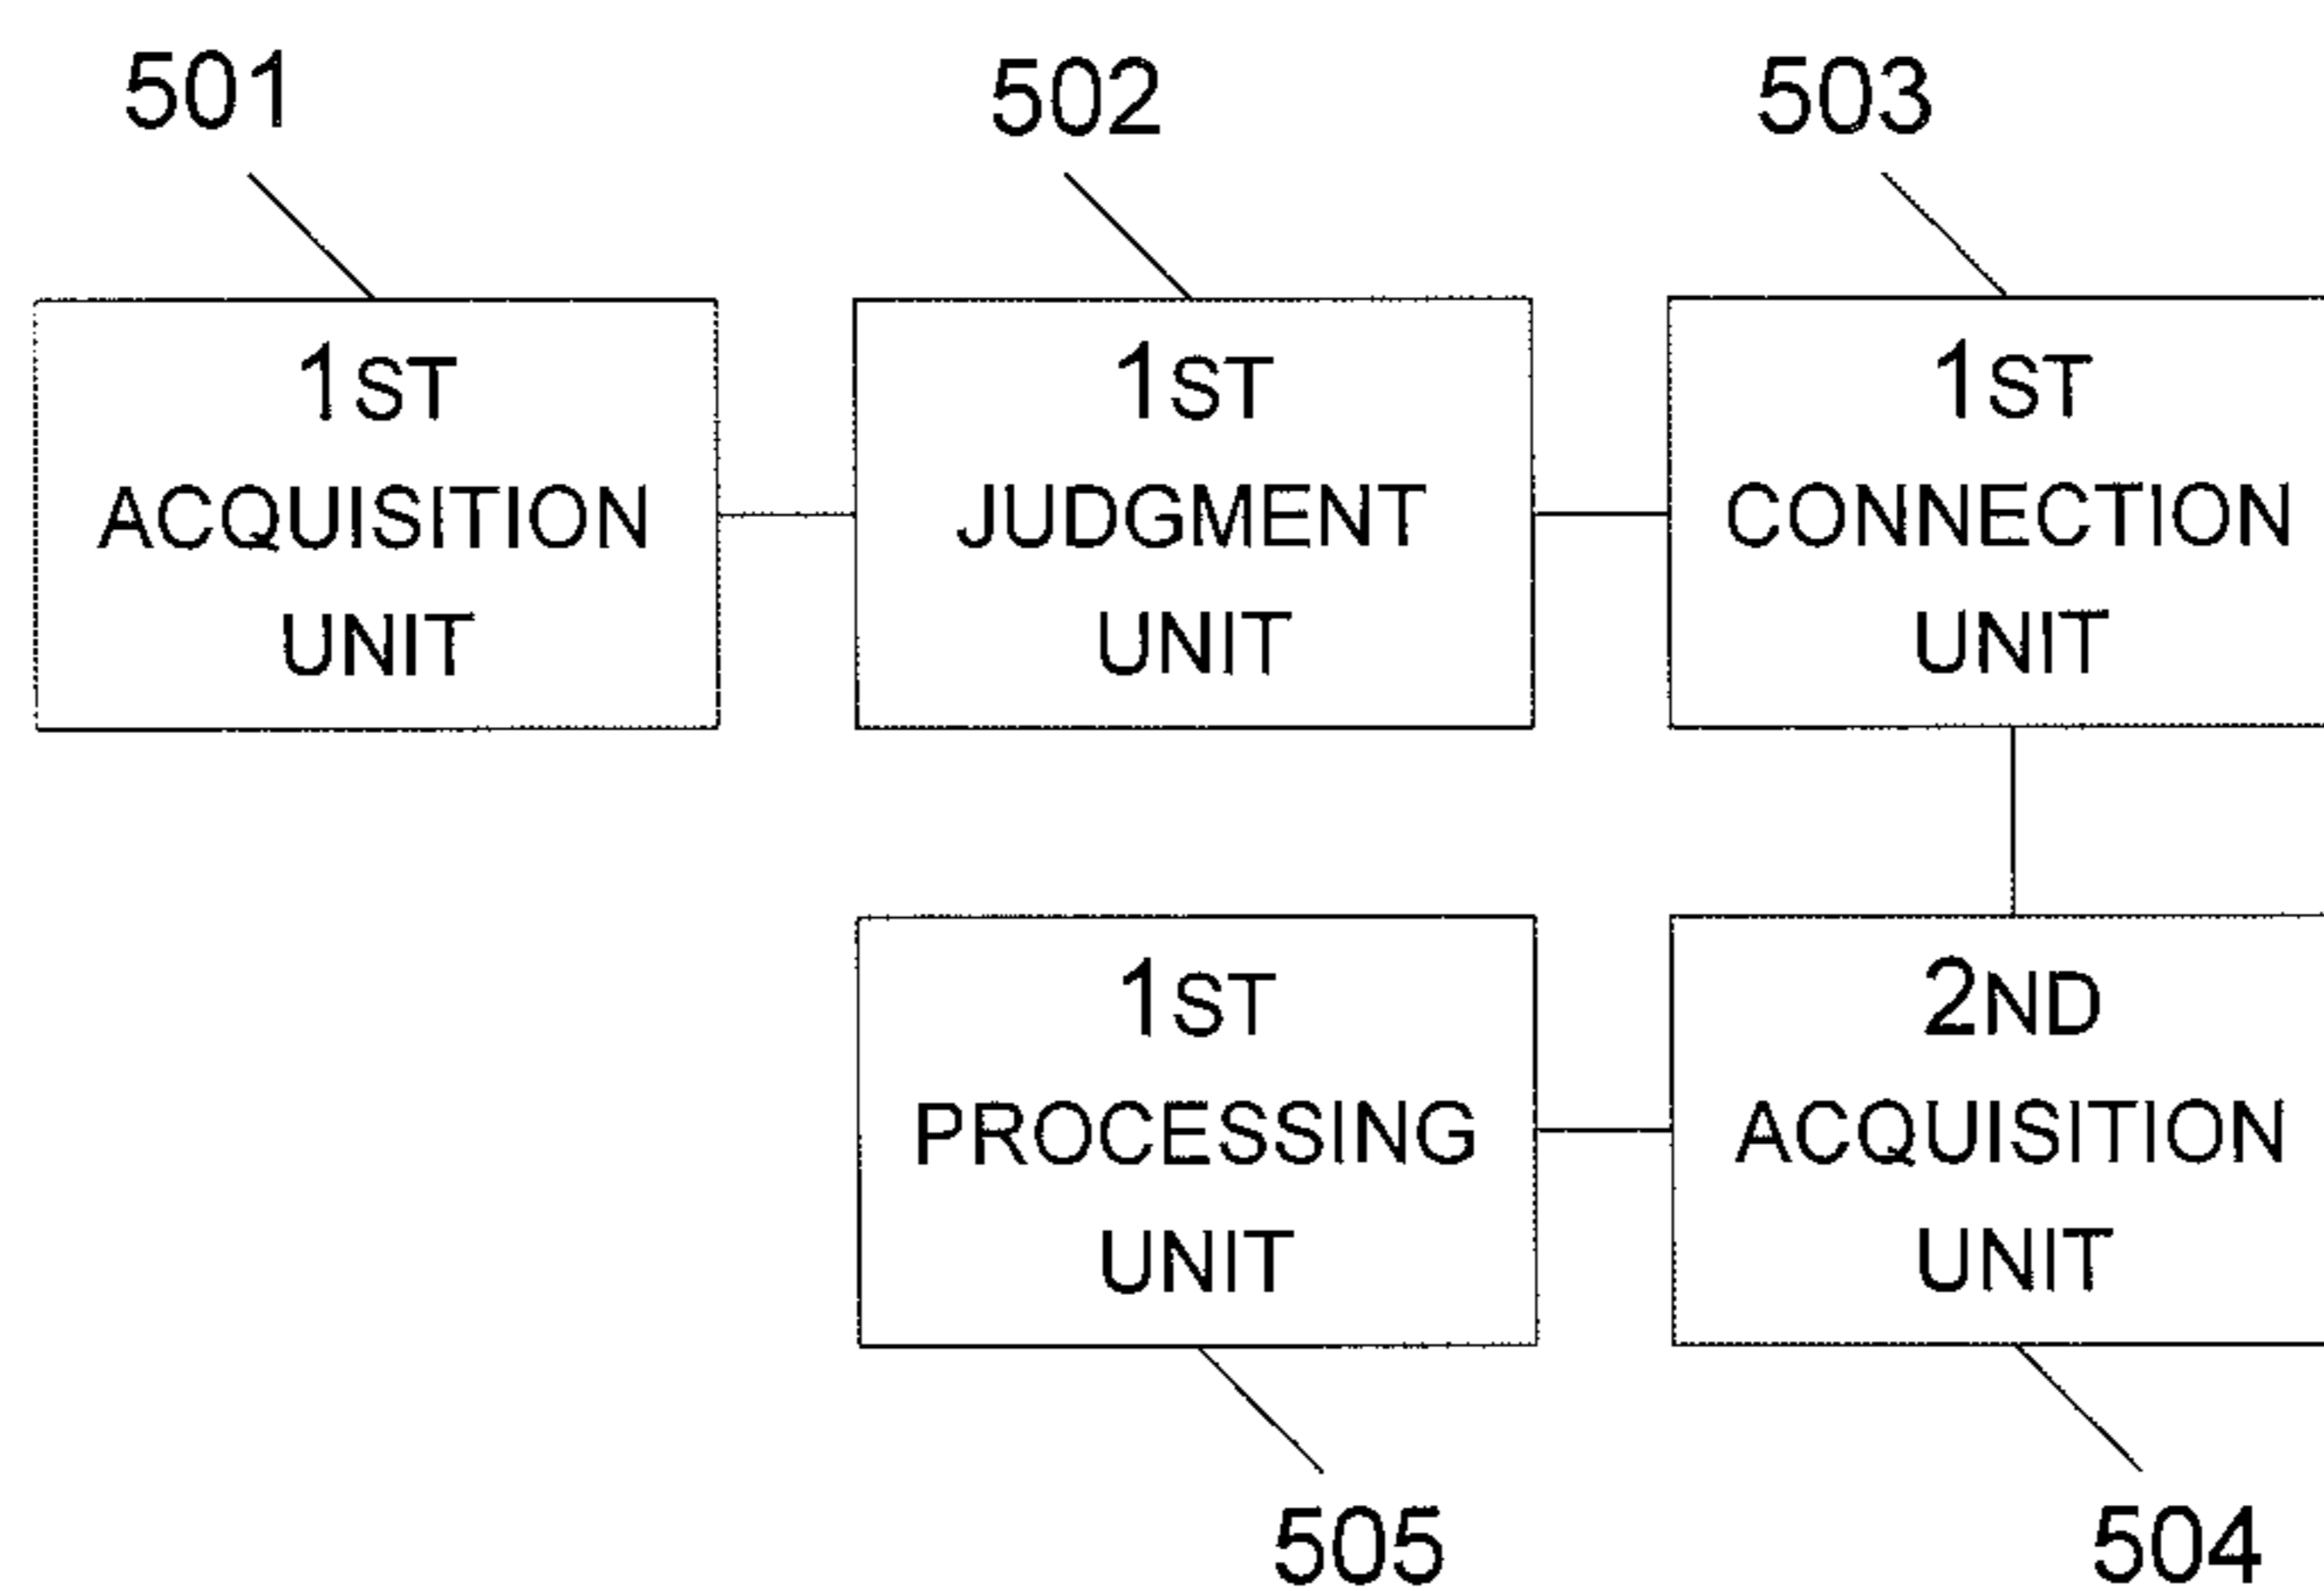 501
502
503
1ST
ACQUISITION
UNIT
1ST
JUDGMENT
UNIT
1ST
CONNECTION
UNIT
1ST
PROCESSING
UNIT
2ND
ACQUISITION
UNIT
505
504